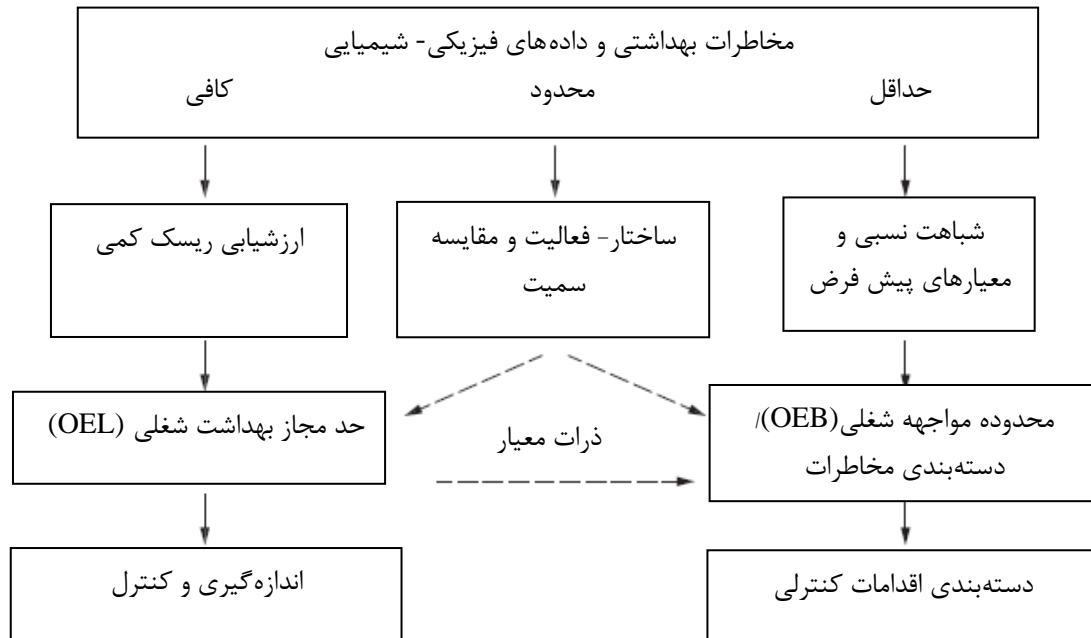 مخاطرات بهداشتی و داده‌های فیزیکی- شیمیایی
حداقل
محدود
کافی
شباهت نسبی و
معیارهای پیش فرض
ساختار- فعالیت و مقایسه
سمیت
ارزشیابی ریسک کمی
محدوده مواجهه شغلی(OEB)/
دسته‌بندی مخاطرات
ذرات معیار
حد مجاز بهداشت شغلی (OEL)
دسته‌بندی اقدامات کنترلی
اندازه‌گیری و کنترل